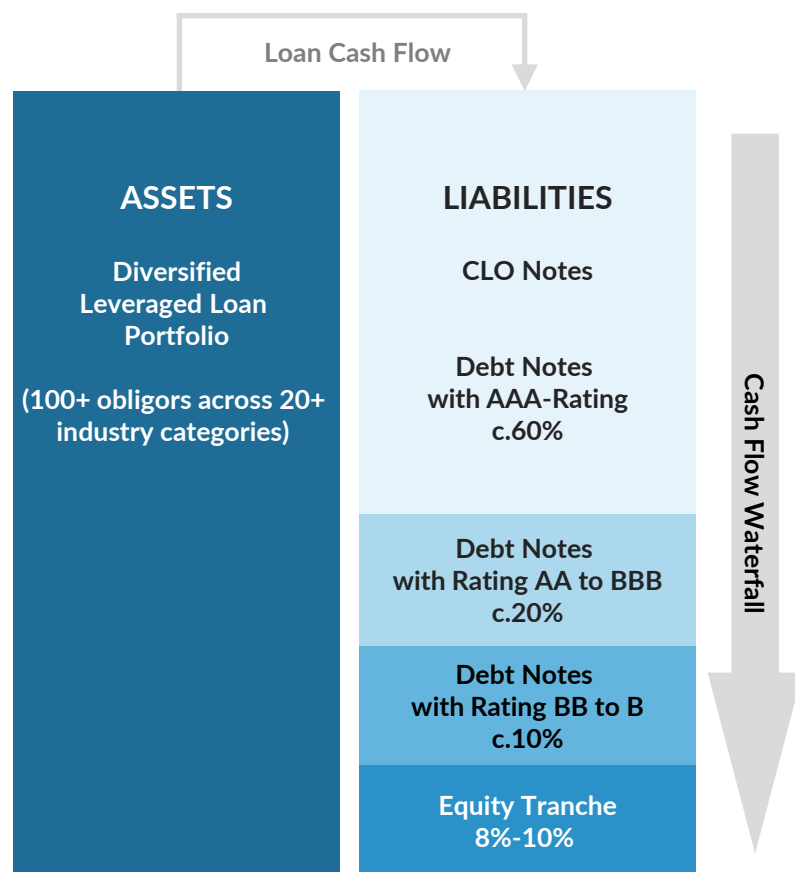 Loan Cash Flow
ASSETS
Diversified
Leveraged Loan
Portfolio
(100+ obligors across 20+
industry categories)
LIABILITIES
CLO Notes
Debt Notes
with AAA-Rating
c.60%
Debt Notes
with Rating AA to BBB
c.20%
Debt Notes
with Rating BB to B
c.10%
Equity Tranche
8%-10%
Cash Flow Waterfall